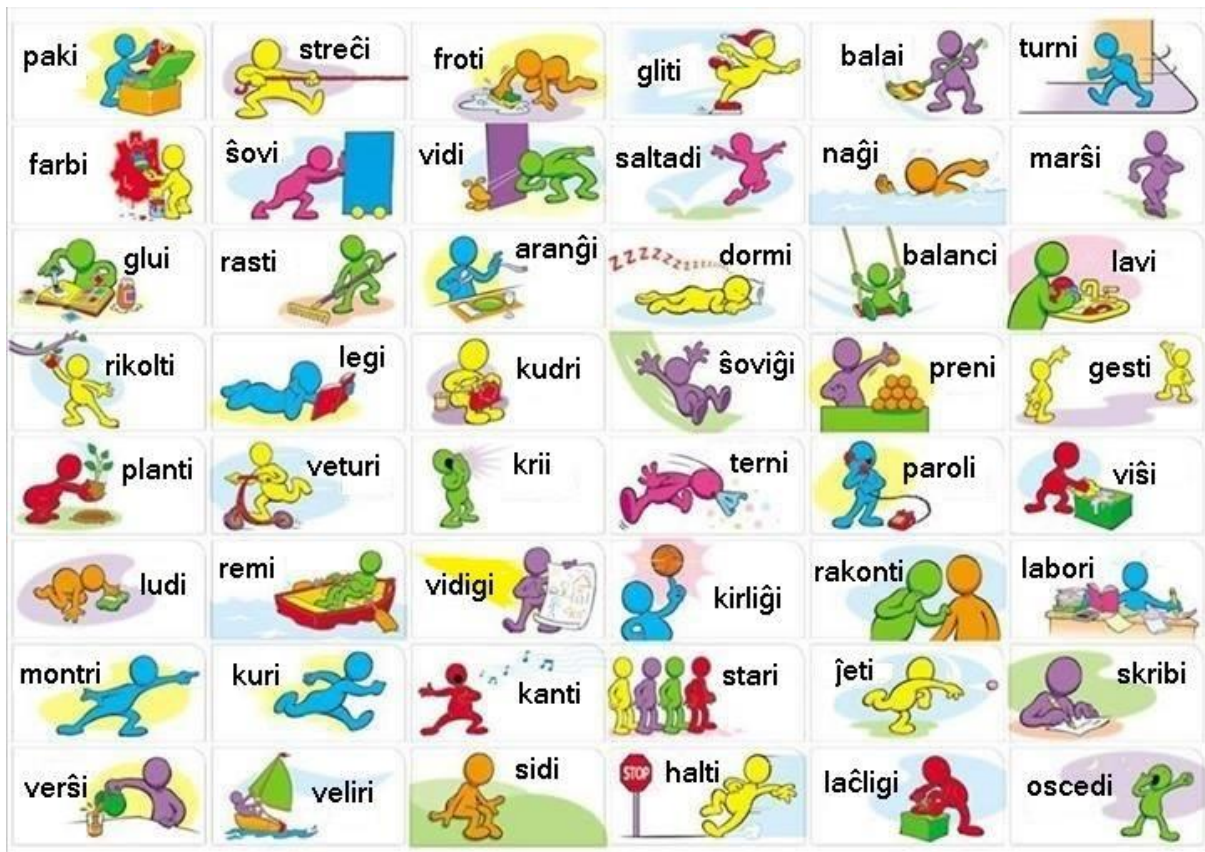 paki
streĉi
froti
gliti
balai
turni
farbi
ŝovi
vidi
saltadi
naĝi
marŝi
glui
rasti
aranĝi
ZZZZZZZZZZZ
dormi
balanci
lavi
rikolti
legi
kudri
ŝoviĝi
preni
gesti
planti
veturi
krii
terni
paroli
viŝi
ludi
remi
vidigi
kirliĝi
rakonti
labori
montri
kuri
kanti
stari
ĵeti
skribi
verŝi
veliri
sidi
STOP
halti
laĉligi
oscedi